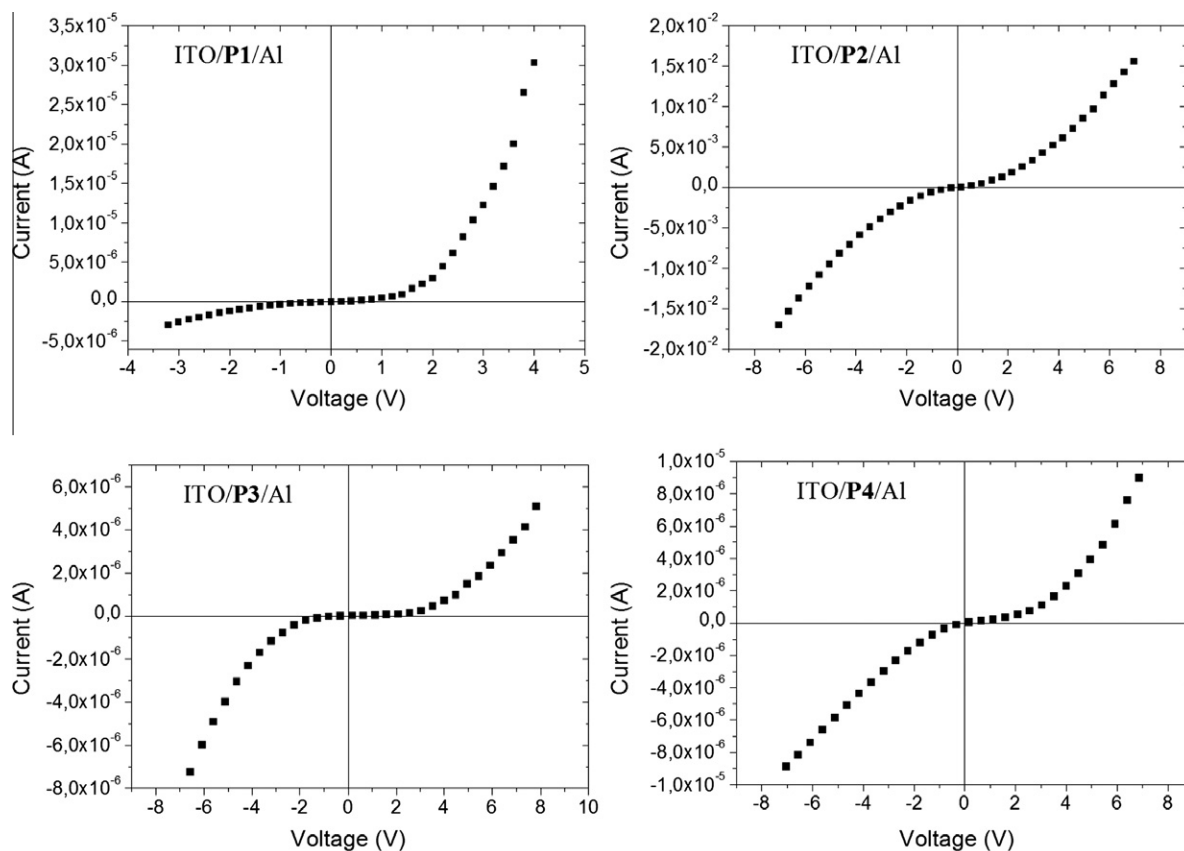 ITO/P1/Al
3,5x10⁻⁵
3,0x10⁻⁵
2,5x10⁻⁵
2,0x10⁻⁵
1,5x10⁻⁵
1,0x10⁻⁵
5,0x10⁻⁶
0,0
-5,0x10⁻⁶
Current (A)
-4 -3 -2 -1 0 1 2 3 4 5
Voltage (V)
ITO/P2/Al
2,0x10⁻²
1,5x10⁻²
1,0x10⁻²
5,0x10⁻³
0,0
-5,0x10⁻³
-1,0x10⁻²
-1,5x10⁻²
-2,0x10⁻²
Current (A)
-8 -6 -4 -2 0 2 4 6 8
Voltage (V)
ITO/P3/Al
6,0x10⁻⁶
4,0x10⁻⁶
2,0x10⁻⁶
0,0
-2,0x10⁻⁶
-4,0x10⁻⁶
-6,0x10⁻⁶
-8,0x10⁻⁶
Current (A)
-8 -6 -4 -2 0 2 4 6 8 10
Voltage (V)
ITO/P4/Al
1,0x10⁻⁵
8,0x10⁻⁶
6,0x10⁻⁶
4,0x10⁻⁶
2,0x10⁻⁶
0,0
-2,0x10⁻⁶
-4,0x10⁻⁶
-6,0x10⁻⁶
-8,0x10⁻⁶
-1,0x10⁻⁵
Current (A)
-8 -6 -4 -2 0 2 4 6 8
Voltage (V)